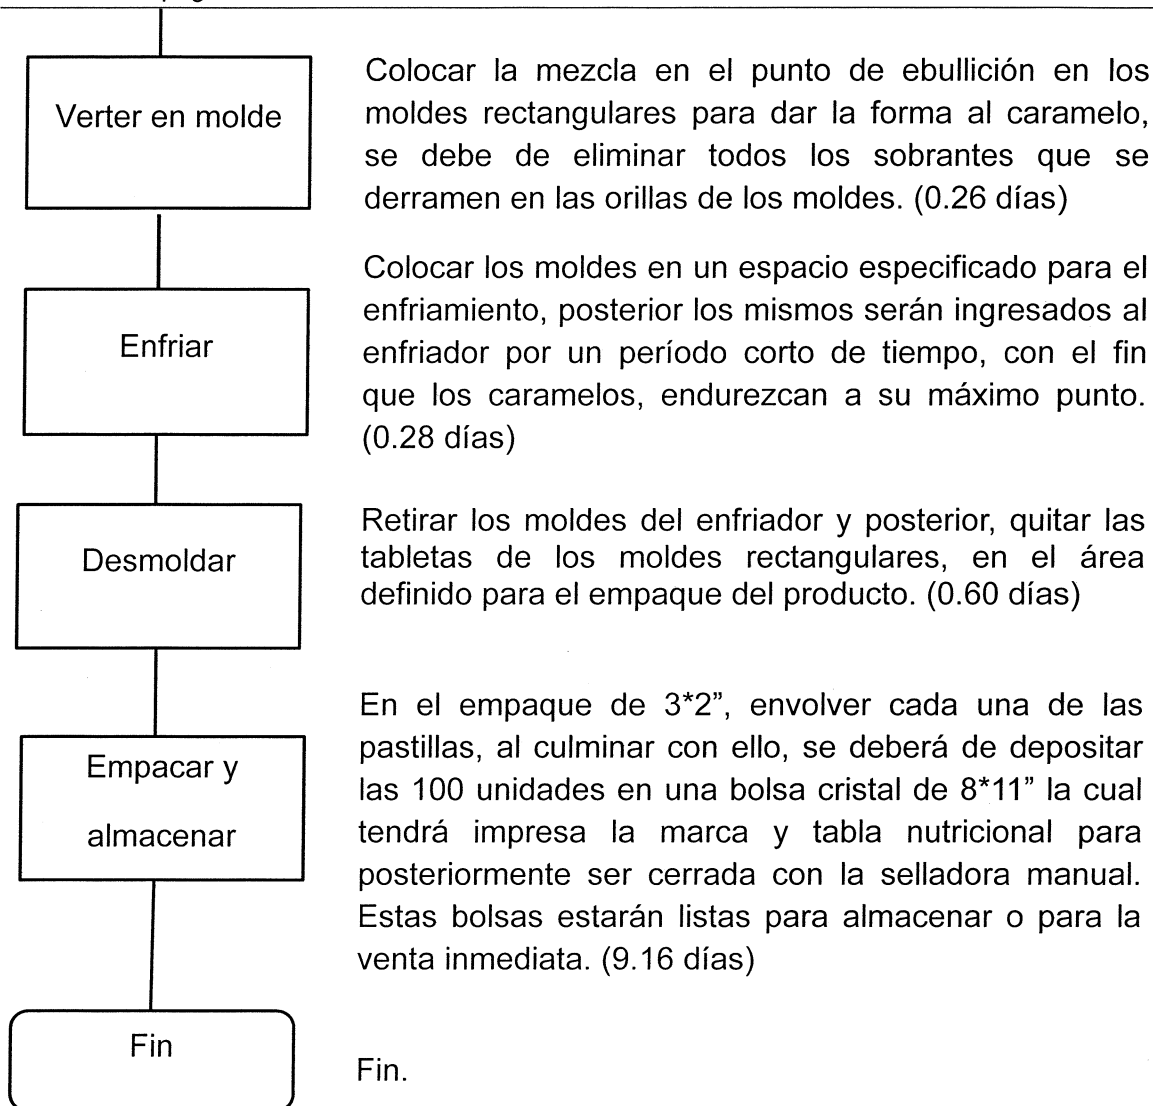 Verter en molde
Colocar la mezcla en el punto de ebullición en los
moldes rectangulares para dar la forma al caramelo,
se debe de eliminar todos los sobrantes que se
derramen en las orillas de los moldes. (0.26 días)
Enfriar
Colocar los moldes en un espacio especificado para el
enfriamiento, posterior los mismos serán ingresados al
enfriador por un período corto de tiempo, con el fin
que los caramelos, endurezcan a su máximo punto.
(0.28 días)
Desmoldar
Retirar los moldes del enfriador y posterior, quitar las
tabletas de los moldes rectangulares, en el área
definido para el empaque del producto. (0.60 días)
Empacar y
almacenar
En el empaque de 3*2”, envolver cada una de las
pastillas, al culminar con ello, se deberá de depositar
las 100 unidades en una bolsa cristal de 8*11” la cual
tendrá impresa la marca y tabla nutricional para
posteriormente ser cerrada con la selladora manual.
Estas bolsas estarán listas para almacenar o para la
venta inmediata. (9.16 días)
Fin
Fin.